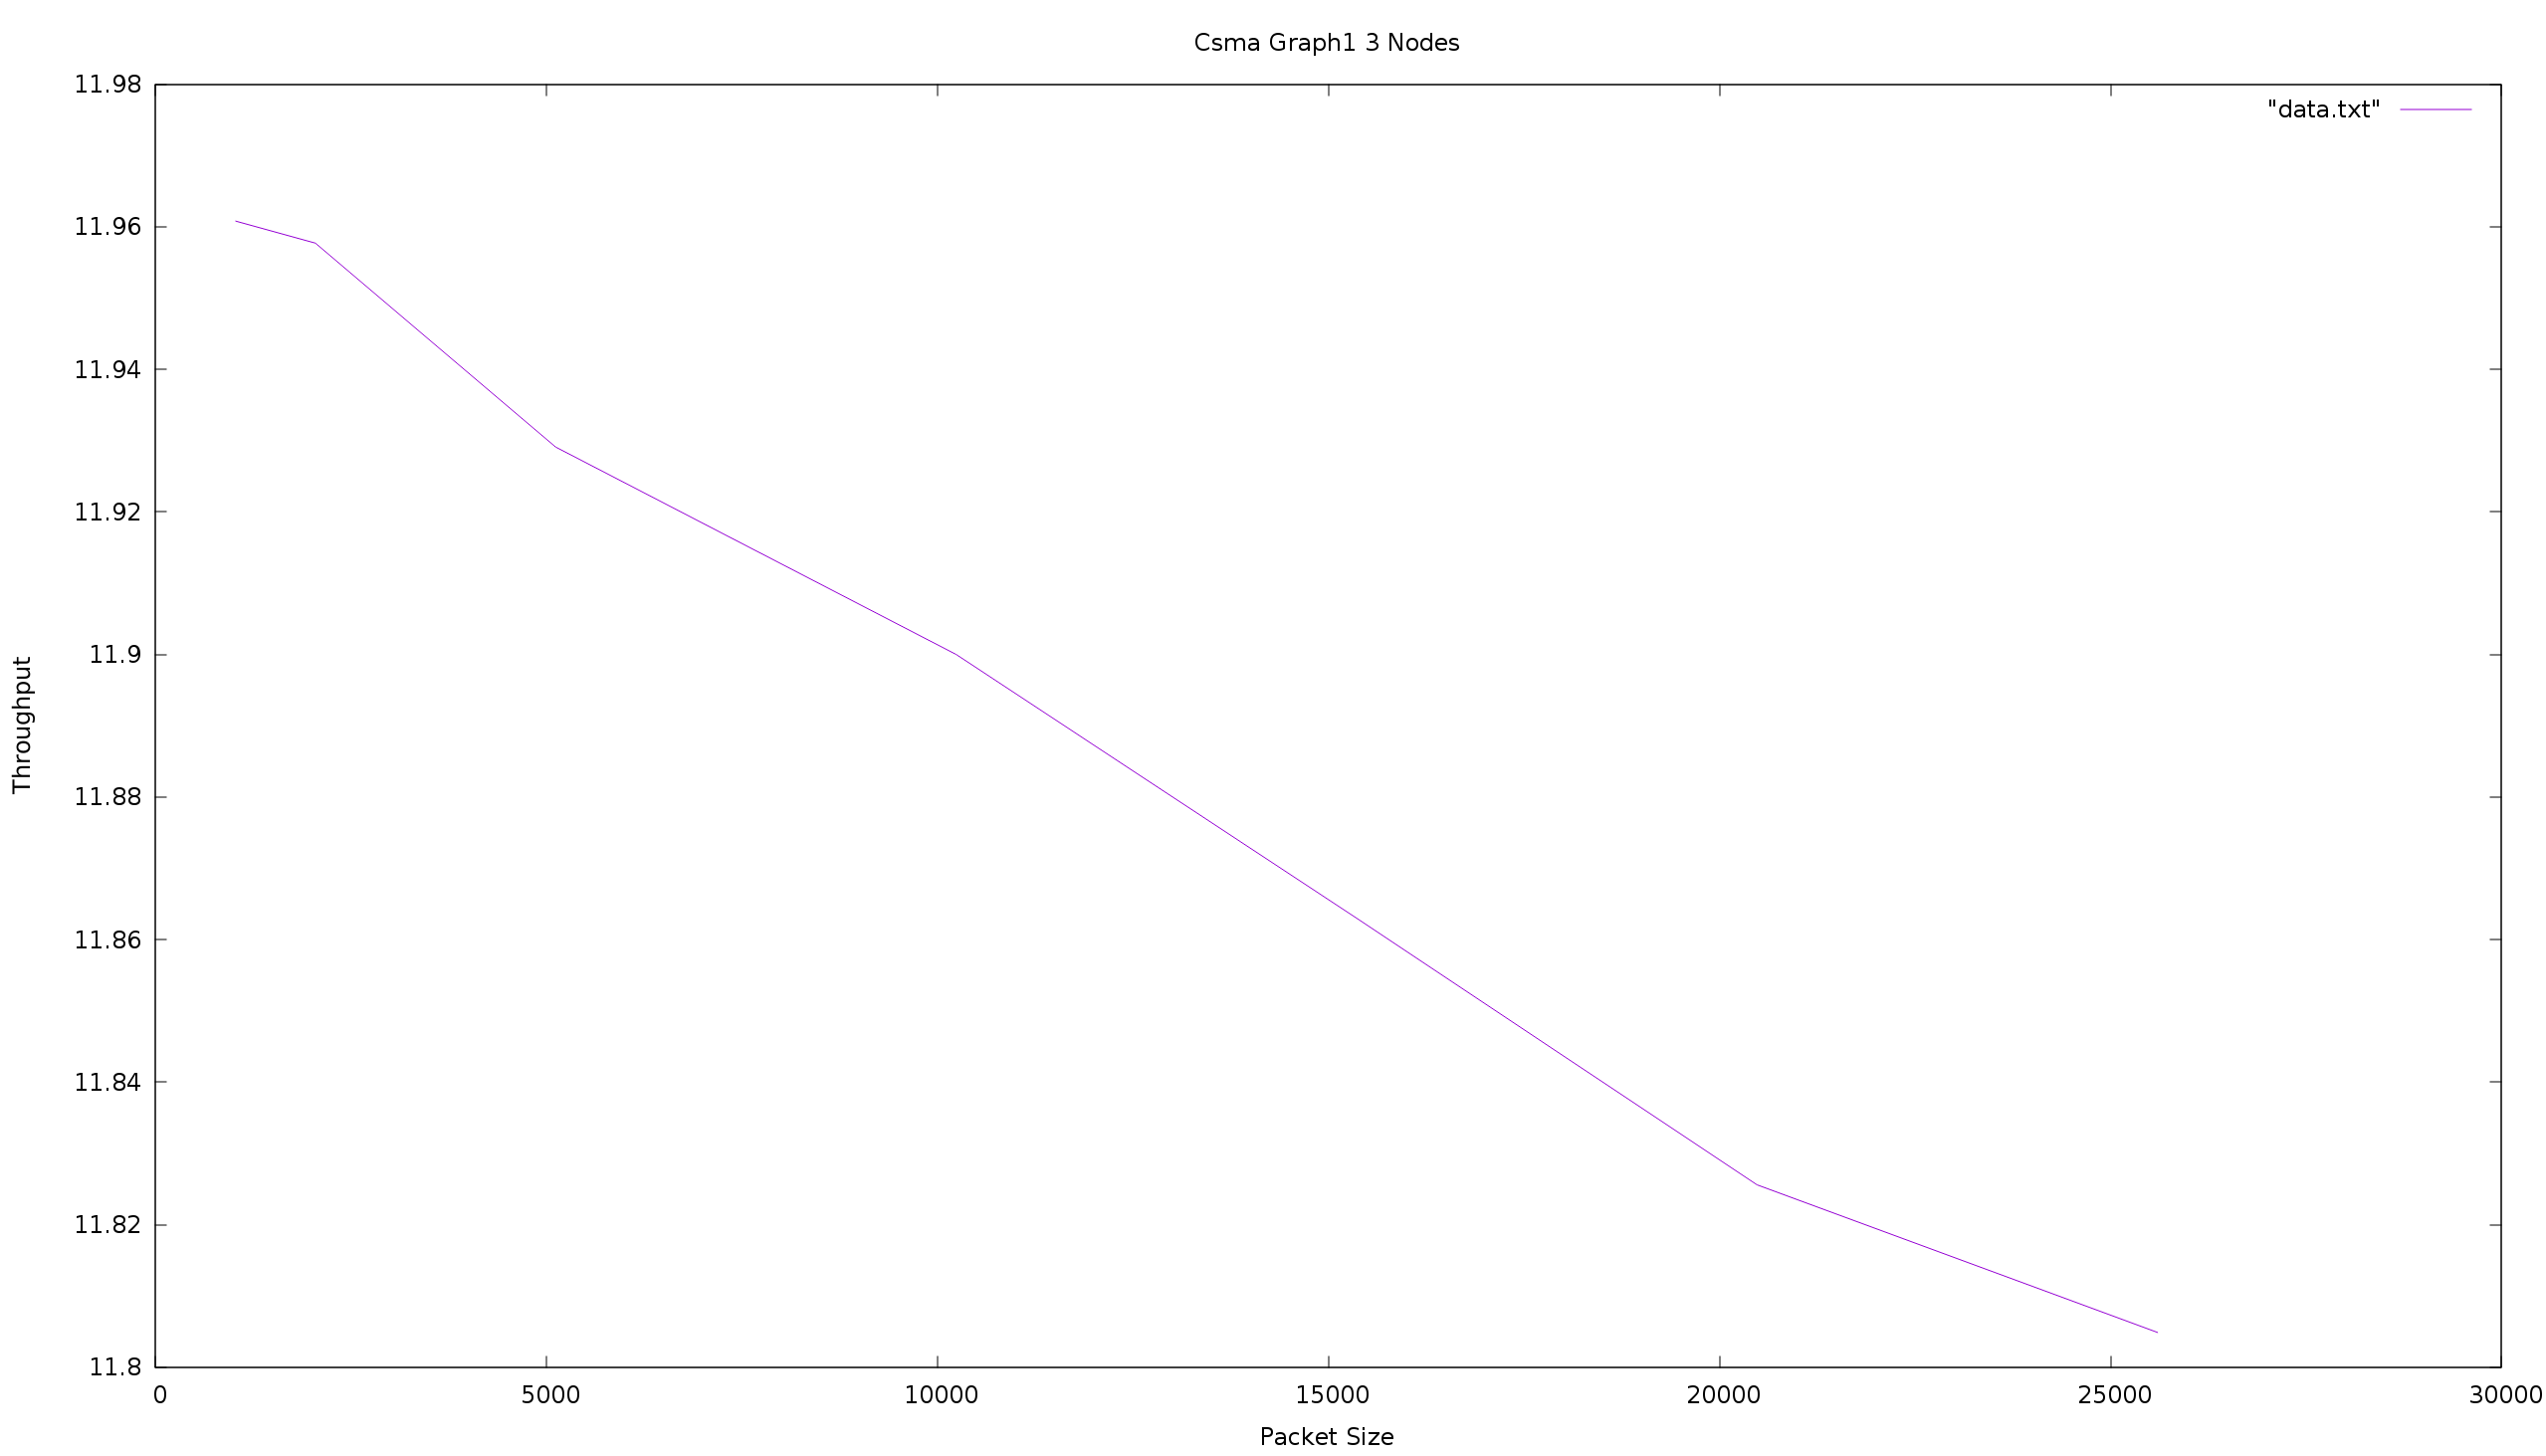 Csma Graph1 3 Nodes
"data.txt"
11.98
11.96
11.94
11.92
11.9
11.88
11.86
11.84
11.82
11.8
Throughput
0 5000 10000 15000 20000 25000 30000
Packet Size